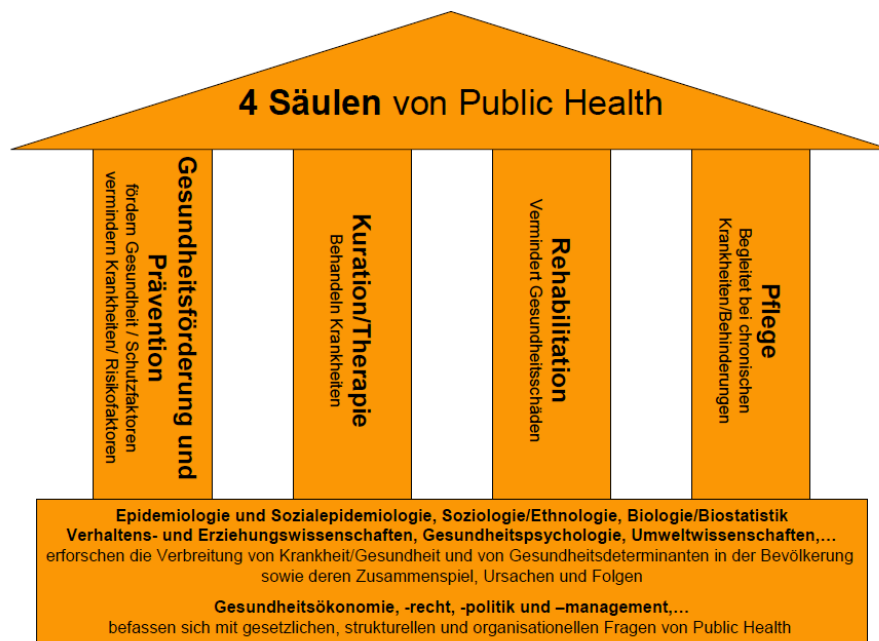 4 Säulen von Public Health
Gesundheitsförderung und
Prävention
fördern Gesundheit / Schutzfaktoren
vermindern Krankheiten/ Risikofaktoren
Kuration/Therapie
Behandeln Krankheiten
Rehabilitation
Vermindert Gesundheitsschäden
Pflege
Begleitet bei chronischen
Krankheiten/Behinderungen
Epidemiologie und Sozialepidemiologie, Soziologie/Ethnologie, Biologie/Biostatistik
Verhaltens- und Erziehungswissenschaften, Gesundheitspsychologie, Umweltwissenschaften,…
erforschen die Verbreitung von Krankheit/Gesundheit und von Gesundheitsdeterminanten in der Bevölkerung
sowie deren Zusammenspiel, Ursachen und Folgen
Gesundheitsökonomie, -recht, -politik und –management,…
befassen sich mit gesetzlichen, strukturellen und organisationellen Fragen von Public Health